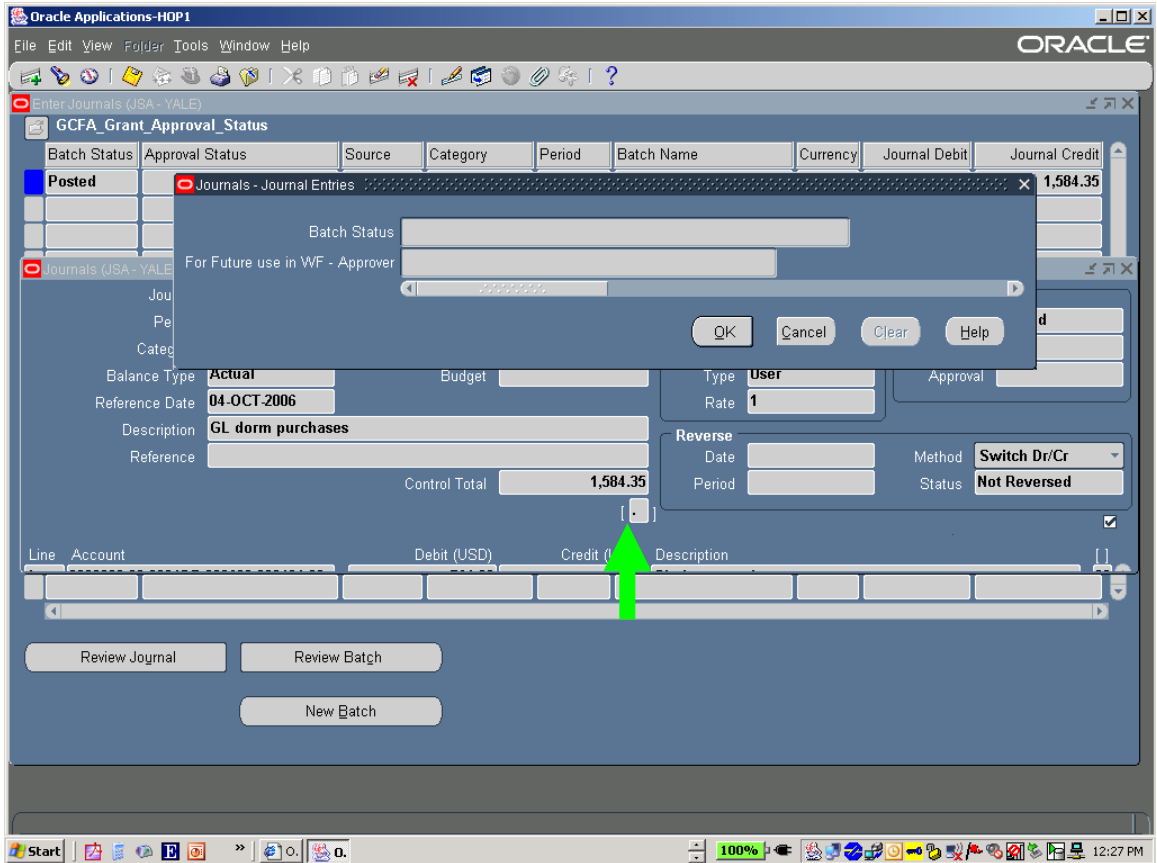 Oracle Applications-HOP1
File Edit View Folder Tools Window Help
ORACLE
Enter Journals (JSA - YALE)
GCFA_Grant_Approval_Status
Batch Status Approval Status Source Category Period Batch Name Currency Journal Debit Journal Credit
Posted 1,584.35
Journals - Journal Entries
Batch Status
For Future use in WF - Approver
OK Cancel Clear Help
Journals (JSA - YALE
Jou
Pe
Categ
d
Balance Type Actual Budget Type User Approval
Reference Date 04-OCT-2006 Rate 1
Description GL dorm purchases
Reverse
Reference Date Method Switch Dr/Cr
Control Total 1,584.35 Period Status Not Reversed
[ . ]
Line Account Debit (USD) Credit ( Description [ ]
Review Journal Review Batch
New Batch
Start » O. O. 100% 12:27 PM